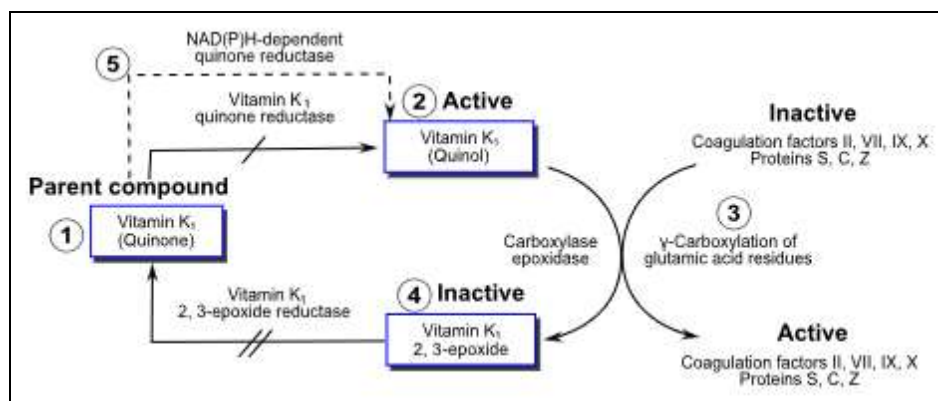 NAD(P)H-dependent
quinone reductase
5
Vitamin K₁
quinone reductase
2 Active
Vitamin K₁
(Quinol)
Inactive
Coagulation factors II, VII, IX, X
Proteins S, C, Z
Parent compound
1
Vitamin K₁
(Quinone)
Carboxylase
epoxidase
3
γ-Carboxylation of
glutamic acid residues
Vitamin K₁
2, 3-epoxide reductase
4 Inactive
Vitamin K₁
2, 3-epoxide
Active
Coagulation factors II, VII, IX, X
Proteins S, C, Z